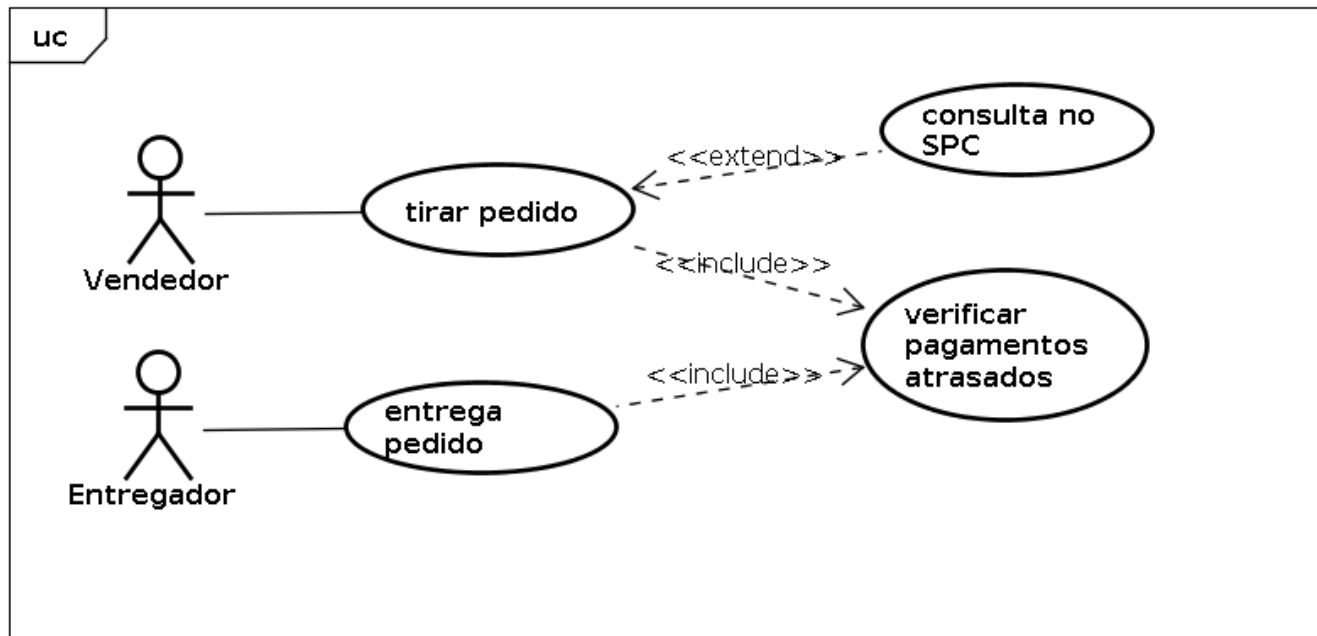 uc
consulta no
SPC
<<extend>>
tirar pedido
Vendedor
<<include>>
verificar
pagamentos
atrasados
<<include>>
entrega
pedido
Entregador